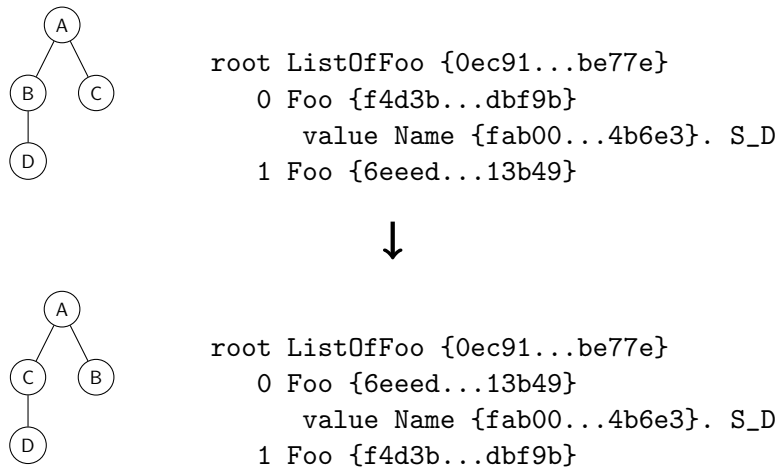 A
B C
D
root ListOfFoo {0ec91...be77e}
0 Foo {f4d3b...dbf9b}
value Name {fab00...4b6e3}. S_D
1 Foo {6eeed...13b49}
↓
A
C B
D
root ListOfFoo {0ec91...be77e}
0 Foo {6eeed...13b49}
value Name {fab00...4b6e3}. S_D
1 Foo {f4d3b...dbf9b}